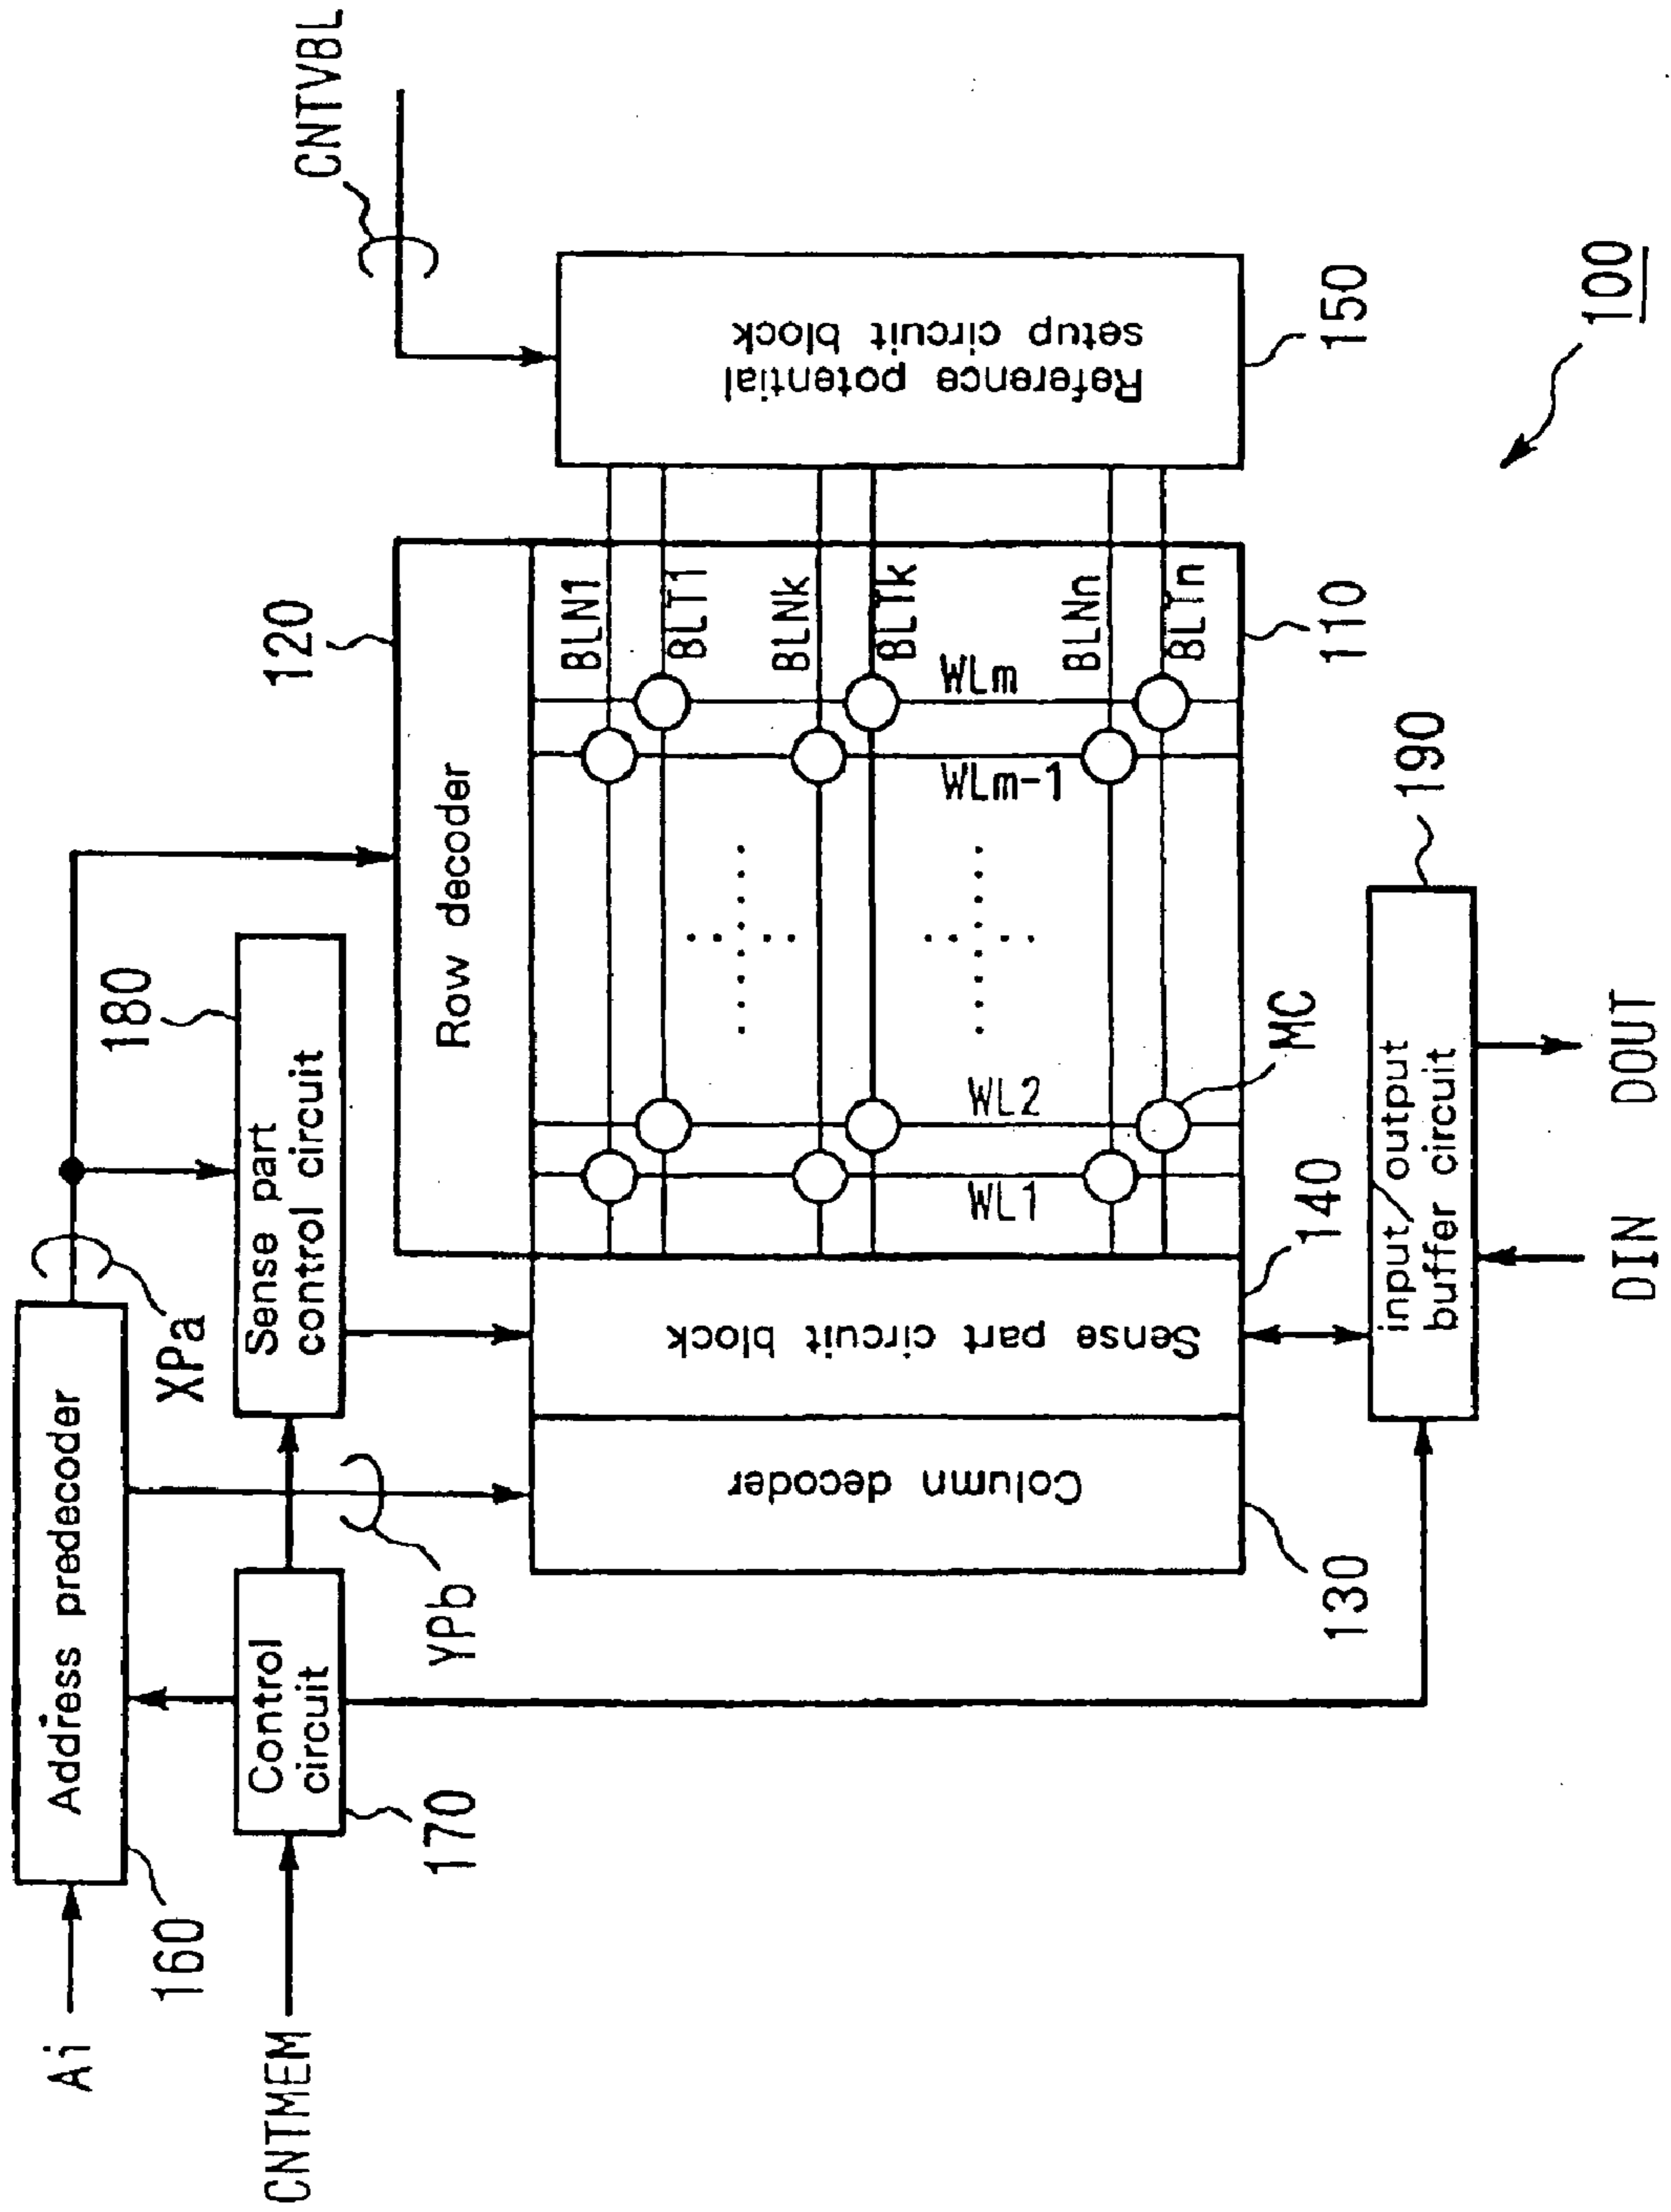 Ai
160
Address predecoder
XPa
CNTMEM
170
Control
circuit
YPb
180
Sense part
control circuit
120
Row decoder
CNTVBL
130
Column decoder
140
Sense part circuit block
WL1
WL2
WLm-1
WLm
BLN1
BLT1
BLNk
BLTk
BLNn
BLTn
MC
110
Reference potential
setup circuit block
150
input/output
buffer circuit
190
DIN
DOUT
100